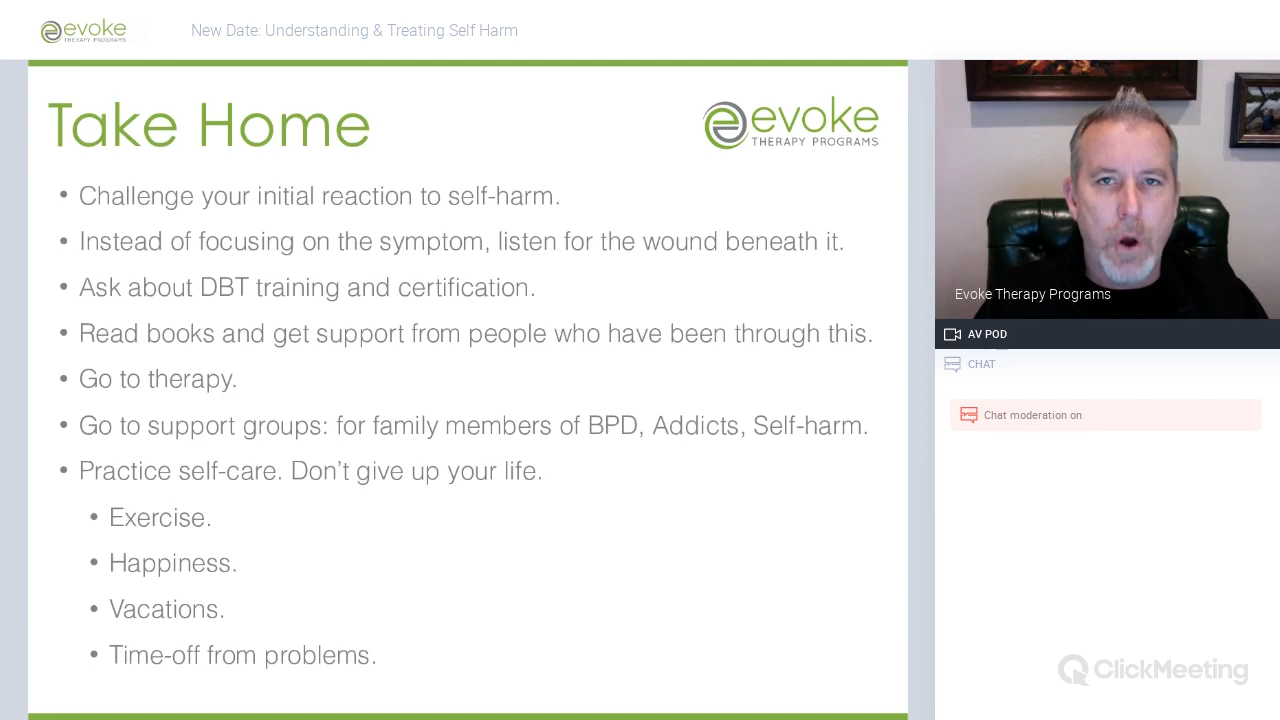 evoke
THERAPY PROGRAMS
New Date: Understanding & Treating Self Harm
Take Home
evoke
THERAPY PROGRAMS
• Challenge your initial reaction to self-harm.
• Instead of focusing on the symptom, listen for the wound beneath it.
• Ask about DBT training and certification.
• Read books and get support from people who have been through this.
• Go to therapy.
• Go to support groups: for family members of BPD, Addicts, Self-harm.
• Practice self-care. Don't give up your life.
• Exercise.
• Happiness.
• Vacations.
• Time-off from problems.
Evoke Therapy Programs
AV POD
CHAT
Chat moderation on
ClickMeeting